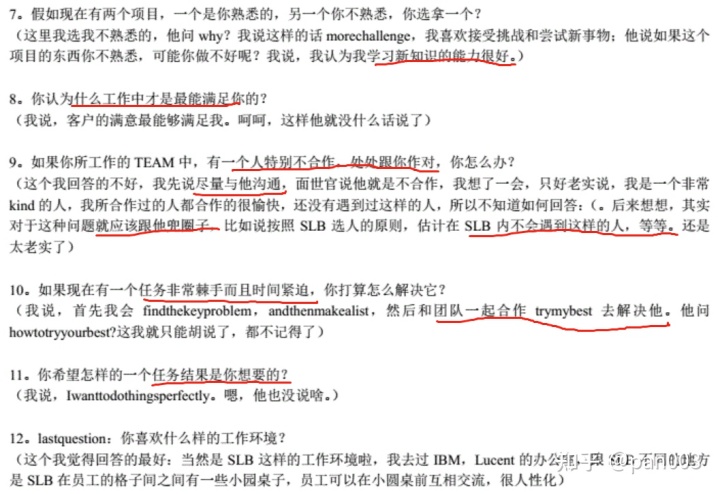 7。假如现在有两个项目，一个是你熟悉的，另一个你不熟悉，你选拿一个？
（这里我选我不熟悉的，他问 why？我说这样的话 morechallenge，我喜欢接受挑战和尝试新事物；他说如果这个
项目的东西你不熟悉，可能你做不好呢？我说，我认为我学习新知识的能力很好。）
8。你认为什么工作中才是最能满足你的？
（我说，客户的满意最能够满足我。呵呵，这样他就没什么话说了）
9。如果你所工作的 TEAM 中，有一个人特别不合作，处处跟你作对，你怎么办？
（这个我回答的不好，我先说尽量与他沟通，面世官说他就是不合作，我想了一会，只好老实说，我是一个非常
kind 的人，我所合作过的人都合作的很愉快，还没有遇到过这样的人，所以不知道如何回答：（。后来想想，其实
对于这种问题就应该跟他兜圈子，比如说按照 SLB 选人的原则，估计在 SLB 内不会遇到这样的人，等等。还是
太老实了）
10。如果现在有一个任务非常棘手而且时间紧迫，你打算怎么解决它？
（我说，首先我会 findthekeyproblem，andthenmakealist，然后和团队一起合作 trymybest 去解决他。他问
howtotryyourbest?这我就只能胡说了，都不记得了）
11。你希望怎样的一个任务结果是你想要的？
（我说，Iwanttodothingsperfectly。嗯，他也没说啥。）
12。lastquestion：你喜欢什么样的工作环境？
（这个我觉得回答的最好：当然是 SLB 这样的工作环境啦，我去过 IBM，Lucent 的办公室，跟 SLB 不同的地方
是 SLB 在员工的格子间之间有一些小园桌子，员工可以在小圆桌前互相交流，很人性化）
知乎